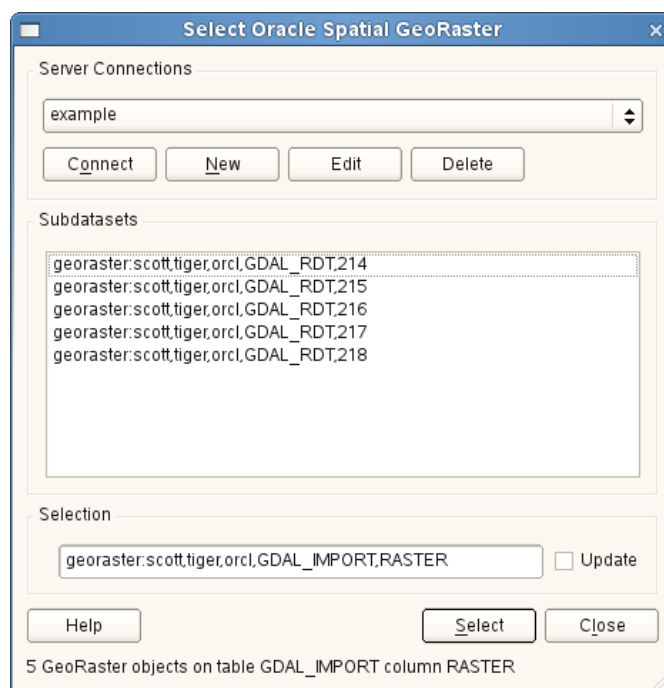 Select Oracle Spatial GeoRaster
Server Connections
example
Connect New Edit Delete
Subdatasets
georaster:scott,tiger,orcl,GDAL_RDT,214
georaster:scott,tiger,orcl,GDAL_RDT,215
georaster:scott,tiger,orcl,GDAL_RDT,216
georaster:scott,tiger,orcl,GDAL_RDT,217
georaster:scott,tiger,orcl,GDAL_RDT,218
Selection
georaster:scott,tiger,orcl,GDAL_IMPORT,RASTER Update
Help Select Close
5 GeoRaster objects on table GDAL_IMPORT column RASTER